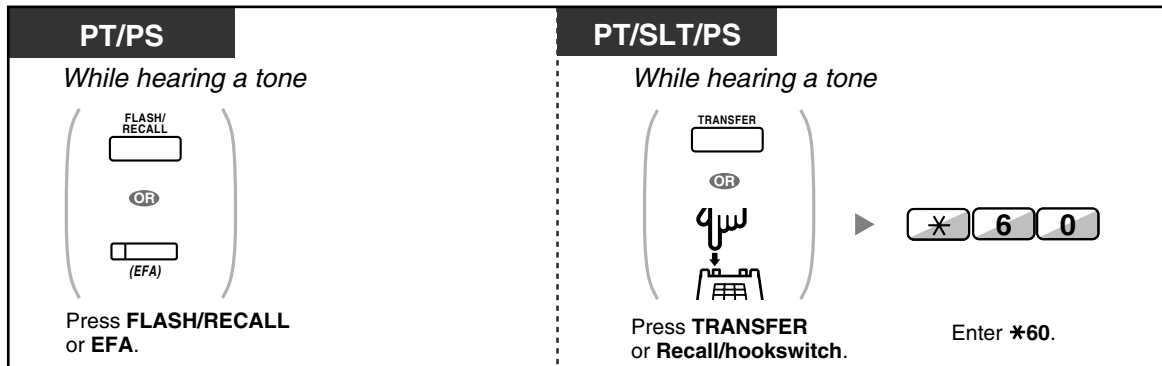 PT/PS
While hearing a tone
FLASH/
RECALL
OR
(EFA)
Press FLASH/RECALL
or EFA.
PT/SLT/PS
While hearing a tone
TRANSFER
OR
Press TRANSFER
or Recall/hookswitch.
* 6 0
Enter *60.